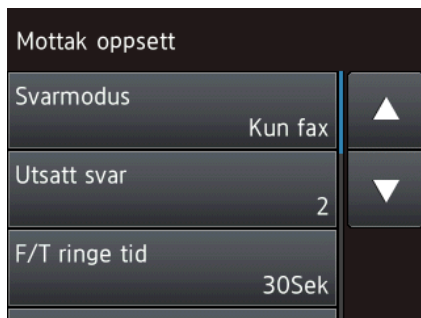 Mottak oppsett
Svarmodus
Kun fax
Utsatt svar
2
F/T ringe tid
30Sek